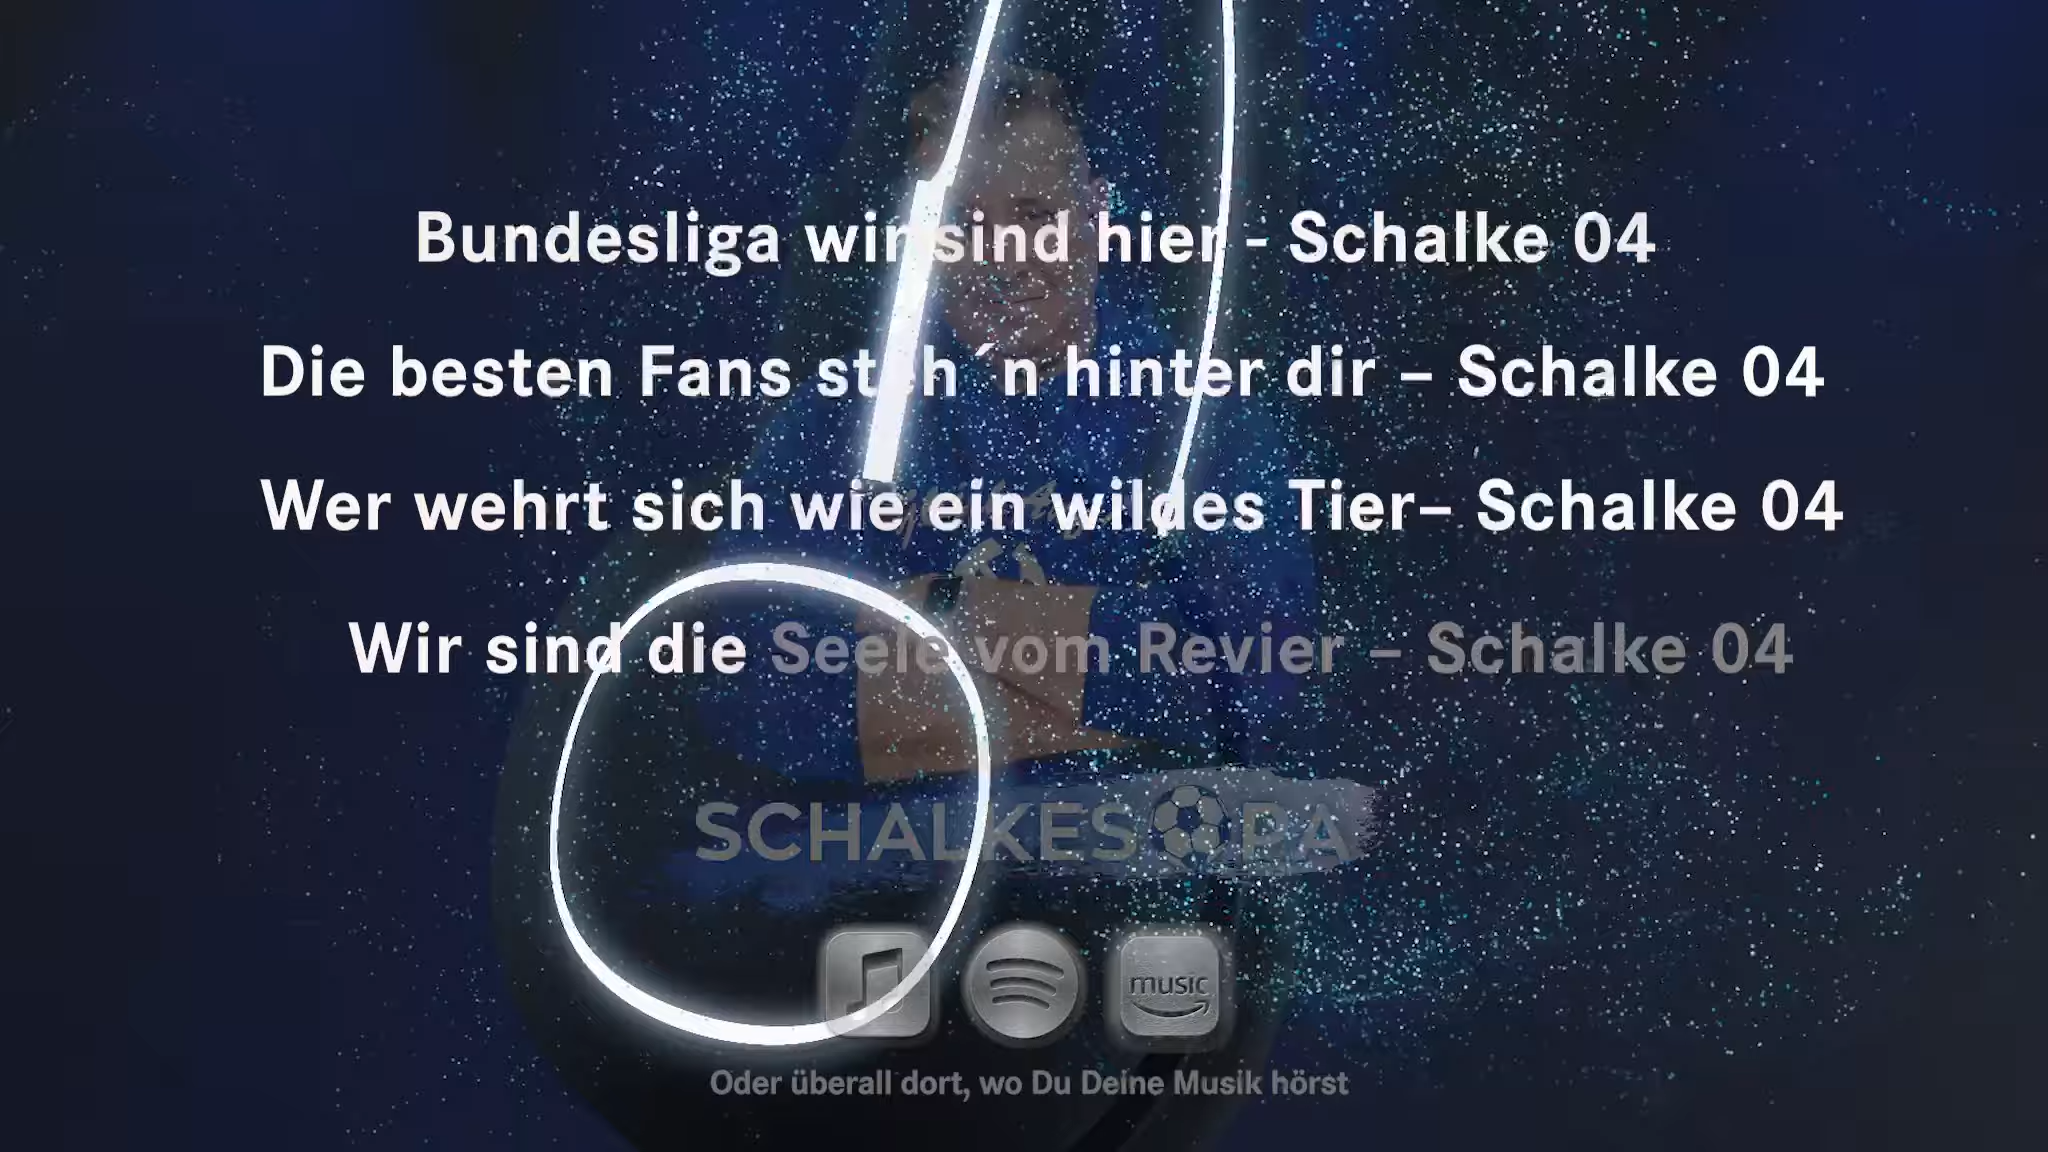 Bundesliga wir sind hier - Schalke 04
Die besten Fans steh´n hinter dir – Schalke 04
Wer wehrt sich wie ein wildes Tier– Schalke 04
Wir sind die Seele vom Revier – Schalke 04
SCHALKES OPA
music
Oder überall dort, wo Du Deine Musik hörst